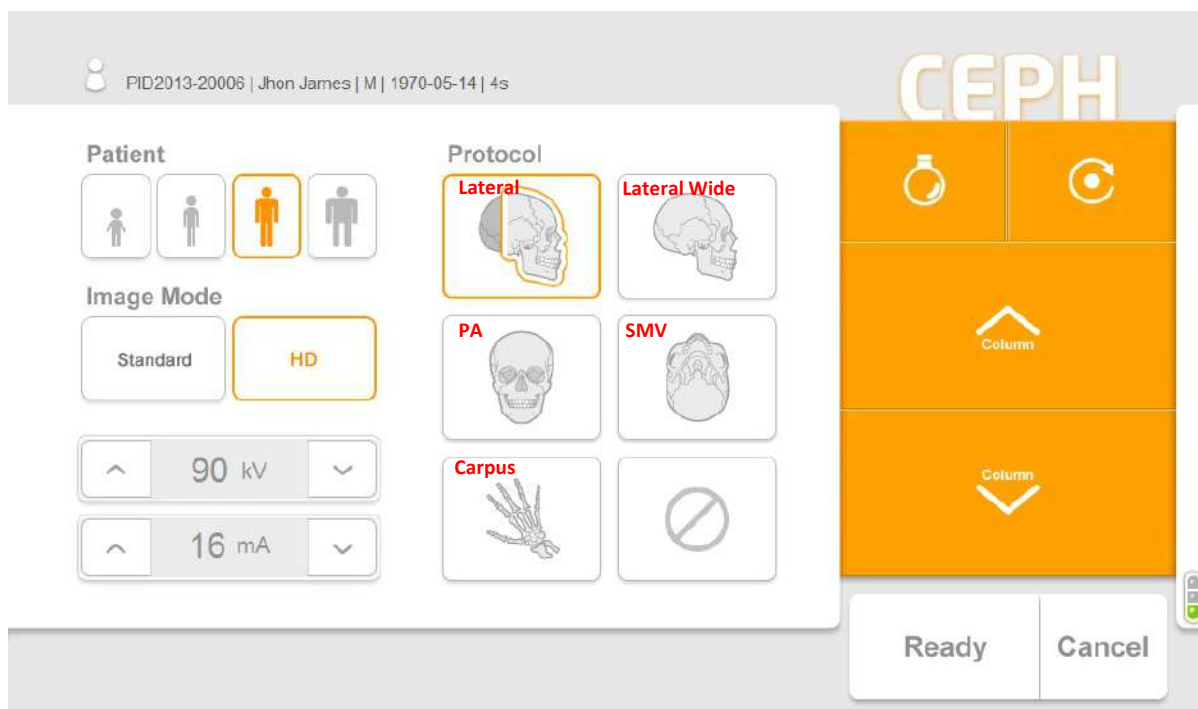 PID2013-20006 | Jhon James | M | 1970-05-14 | 4s
CEPH
Patient
Protocol
Lateral
Lateral Wide
Image Mode
Standard
HD
PA
SMV
Carpus
90 kV
16 mA
Column
Column
Ready
Cancel